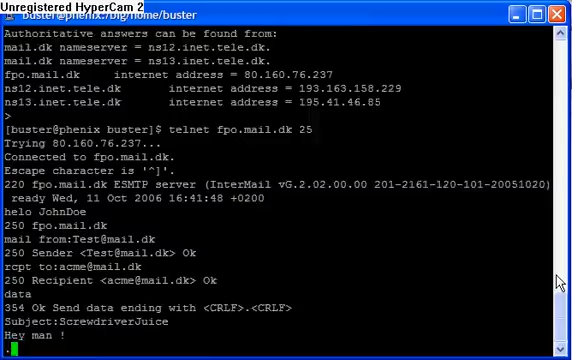 Unregistered HyperCam 2
buster@phenix:/big/home/buster
Authoritative answers can be found from:
mail.dk nameserver = ns12.inet.tele.dk.
mail.dk nameserver = ns13.inet.tele.dk.
fpo.mail.dk internet address = 80.160.76.237
ns12.inet.tele.dk internet address = 193.163.158.229
ns13.inet.tele.dk internet address = 195.41.46.85
>
[buster@phenix buster]$ telnet fpo.mail.dk 25
Trying 80.160.76.237...
Connected to fpo.mail.dk.
Escape character is '^]'.
220 fpo.mail.dk ESMTP server (InterMail vG.2.02.00.00 201-2161-120-101-20051020)
ready Wed, 11 Oct 2006 16:41:48 +0200
helo JohnDoe
250 fpo.mail.dk
mail from:Test@mail.dk
250 Sender <Test@mail.dk> Ok
rcpt to:acme@mail.dk
250 Recipient <acme@mail.dk> Ok
data
354 Ok Send data ending with <CRLF>.<CRLF>
Subject:ScrewdriverJuice
Hey man !
.